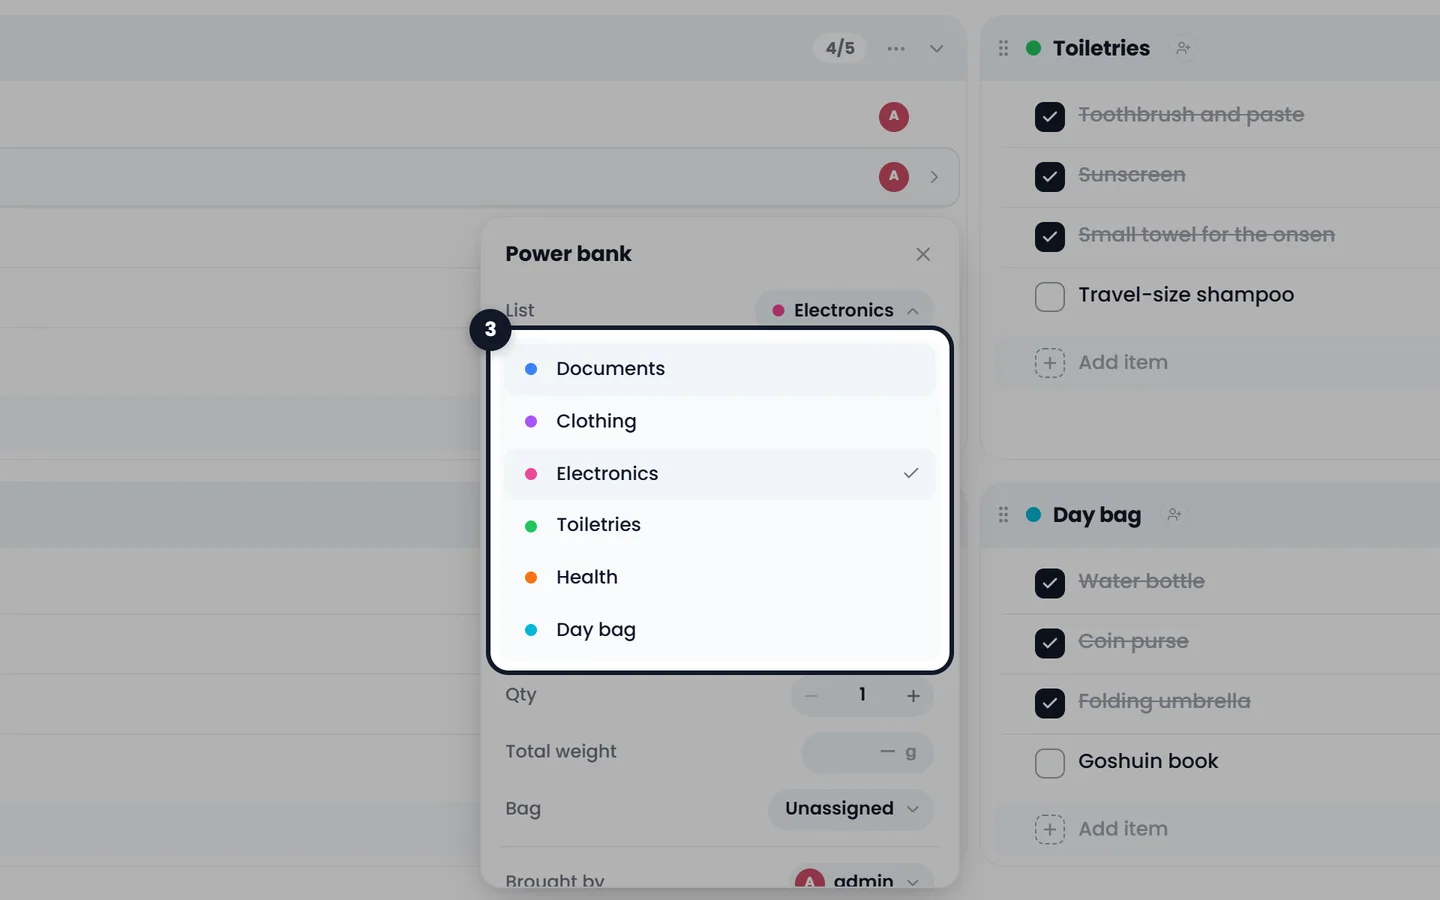 4/5
A
A
Power bank
List
Electronics
3
Documents
Clothing
Electronics
Toiletries
Health
Day bag
Qty
1
Total weight
— g
Bag
Unassigned
Brought by
A admin
Toiletries
Toothbrush and paste
Sunscreen
Small towel for the onsen
Travel-size shampoo
Add item
Day bag
Water bottle
Coin purse
Folding umbrella
Goshuin book
Add item